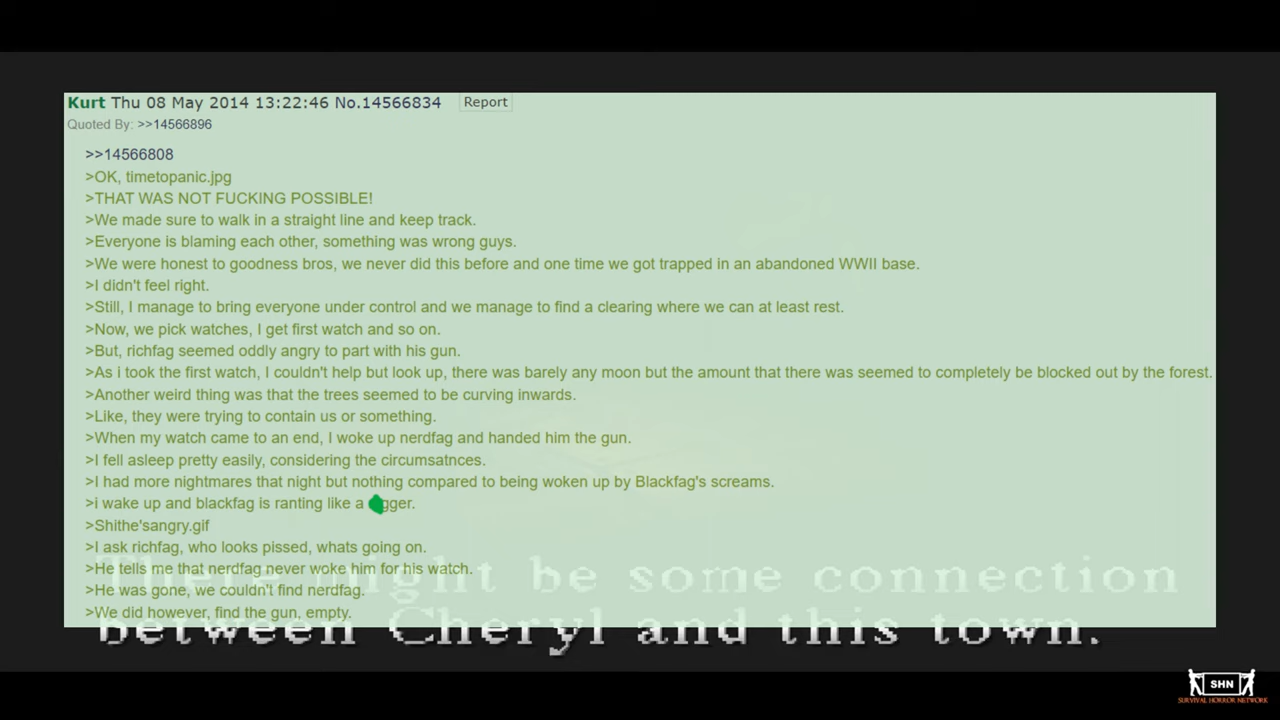 Kurt Thu 08 May 2014 13:22:46 No.14566834 Report
Quoted By: >>14566896
>>14566808
>OK, timetopanic.jpg
>THAT WAS NOT FUCKING POSSIBLE!
>We made sure to walk in a straight line and keep track.
>Everyone is blaming each other, something was wrong guys.
>We were honest to goodness bros, we never did this before and one time we got trapped in an abandoned WWII base.
>I didn't feel right.
>Still, I manage to bring everyone under control and we manage to find a clearing where we can at least rest.
>Now, we pick watches, I get first watch and so on.
>But, richfag seemed oddly angry to part with his gun.
>As i took the first watch, I couldn't help but look up, there was barely any moon but the amount that there was seemed to completely be blocked out by the forest.
>Another weird thing was that the trees seemed to be curving inwards.
>Like, they were trying to contain us or something.
>When my watch came to an end, I woke up nerdfag and handed him the gun.
>I fell asleep pretty easily, considering the circumsatnces.
>I had more nightmares that night but nothing compared to being woken up by Blackfag's screams.
>i wake up and blackfag is ranting like a gger.
>Shithe'sangry.gif
>I ask richfag, who looks pissed, whats going on.
>He tells me that nerdfag never woke him for his watch.
>He was gone, we couldn't find nerdfag.
>We did however, find the gun, empty.
There might be some connection
between Cheryl and this town.
SHN
SURVIVAL HORROR NETWORK